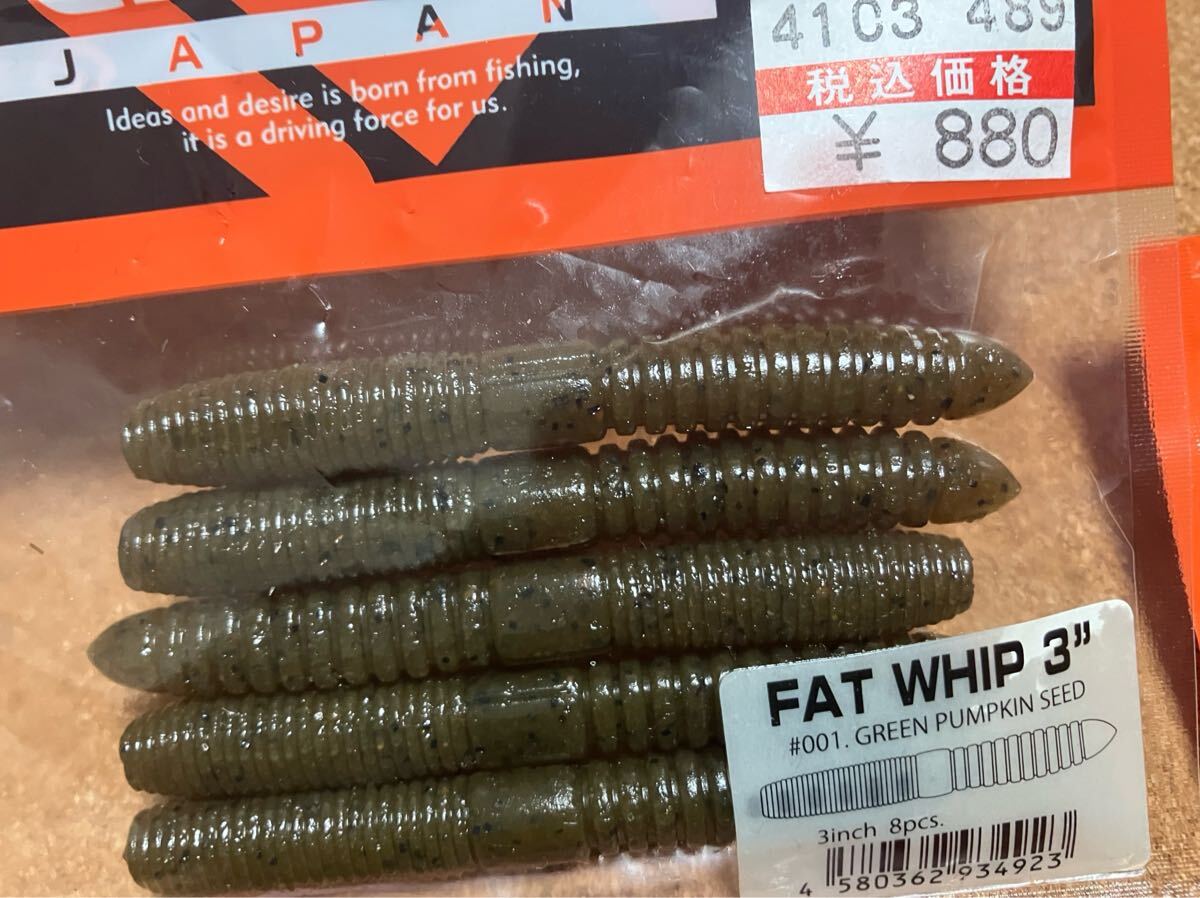 JAPAN
Ideas and desire is born from fishing,
it is a driving force for us.
4103 489
税込価格
¥ 880
FAT WHIP 3”
#001. GREEN PUMPKIN SEED
3inch 8pcs.
4 580362 934923